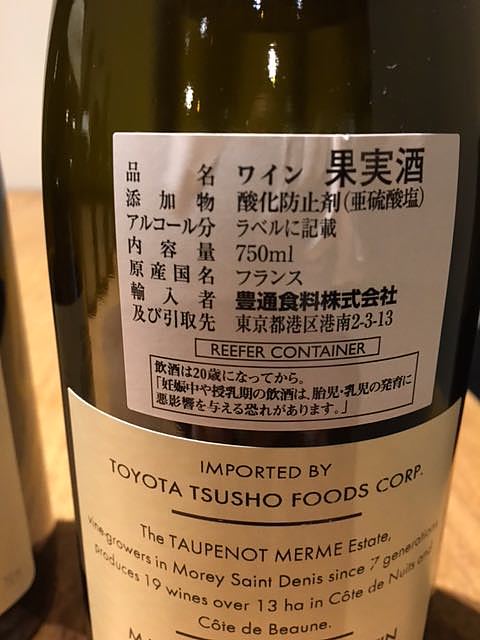 品名 ワイン 果実酒
添加物 酸化防止剤(亜硫酸塩)
アルコール分 ラベルに記載
内容量 750ml
原産国名 フランス
輸入者 豊通食料株式会社
及び引取先 東京都港区港南2-3-13
REEFER CONTAINER
飲酒は20歳になってから。
「妊娠中や授乳期の飲酒は、胎児・乳児の発育に
悪影響を与える恐れがあります。」
IMPORTED BY
TOYOTA TSUSHO FOODS CORP.
The TAUPENOT MERME Estate,
vinegrowers in Morey Saint Denis since 7 generations
produces 19 wines over 13 ha in Côte de Nuits and
Côte de Beaune.